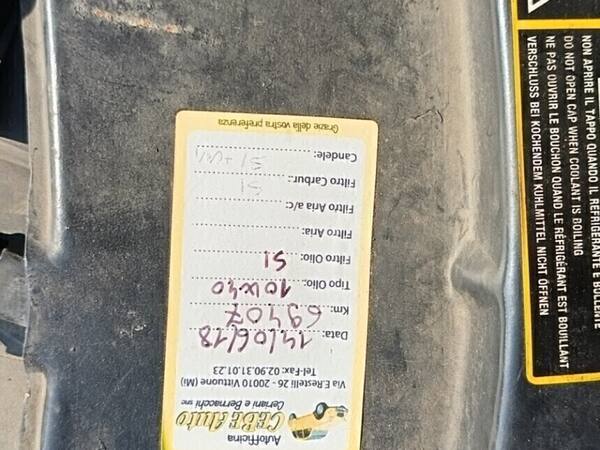 Autofficina
CEBE Auto
Ceriani e Bernacchi snc
Via E.Restelli 26 - 20010 Vittuone (Mi)
Tel-Fax: 02.90.31.01.23
Data: 14/06/18
Km: 69407
Tipo Olio: 10W40
Filtro Olio: SI
Filtro Aria:
Filtro Aria a/c:
Filtro Carbur.: SI
Candele: SI
Grazie della vostra preferenza
NON APRIRE IL TAPPO QUANDO IL REFRIGERANTE E BOLLENTE
DO NOT OPEN CAP WHEN COOLANT IS BOILING
NE PAS OUVRIR LE BOUCHON QUAND LE RÉFRIGÉRANT EST BOUILLANT
VERSCHLUSS BEI KOCHENDEM KUHLMITTEL NICHT ÖFFNEN